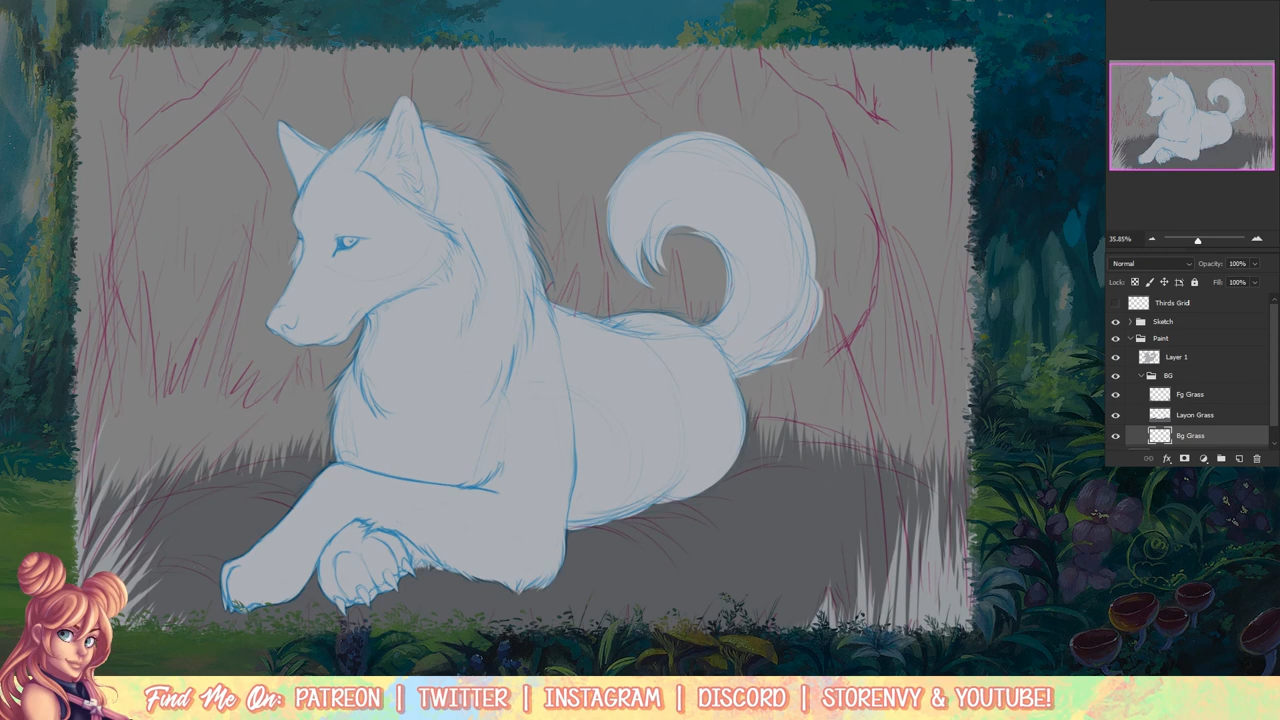 35.85%
Normal Opacity: 100%
Lock: Fill: 100%
Thirds Grid
Sketch
Paint
Layer 1
BG
Fg Grass
Layon Grass
Bg Grass
fx
Find Me On: PATREON | TWITTER | INSTAGRAM | DISCORD | STORENVY & YOUTUBE!